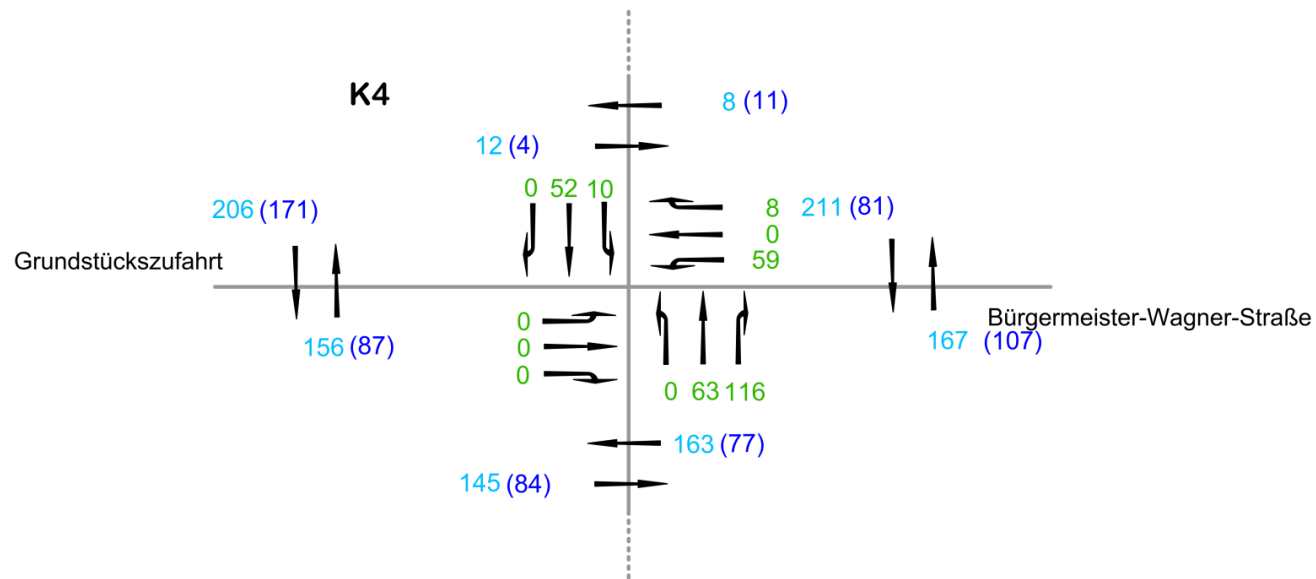 K4
8 (11)
12 (4)
0 52 10
206 (171)
8
211 (81)
0
59
Grundstückszufahrt
Bürgermeister-Wagner-Straße
0
0
0
156 (87)
167 (107)
0 63 116
163 (77)
145 (84)